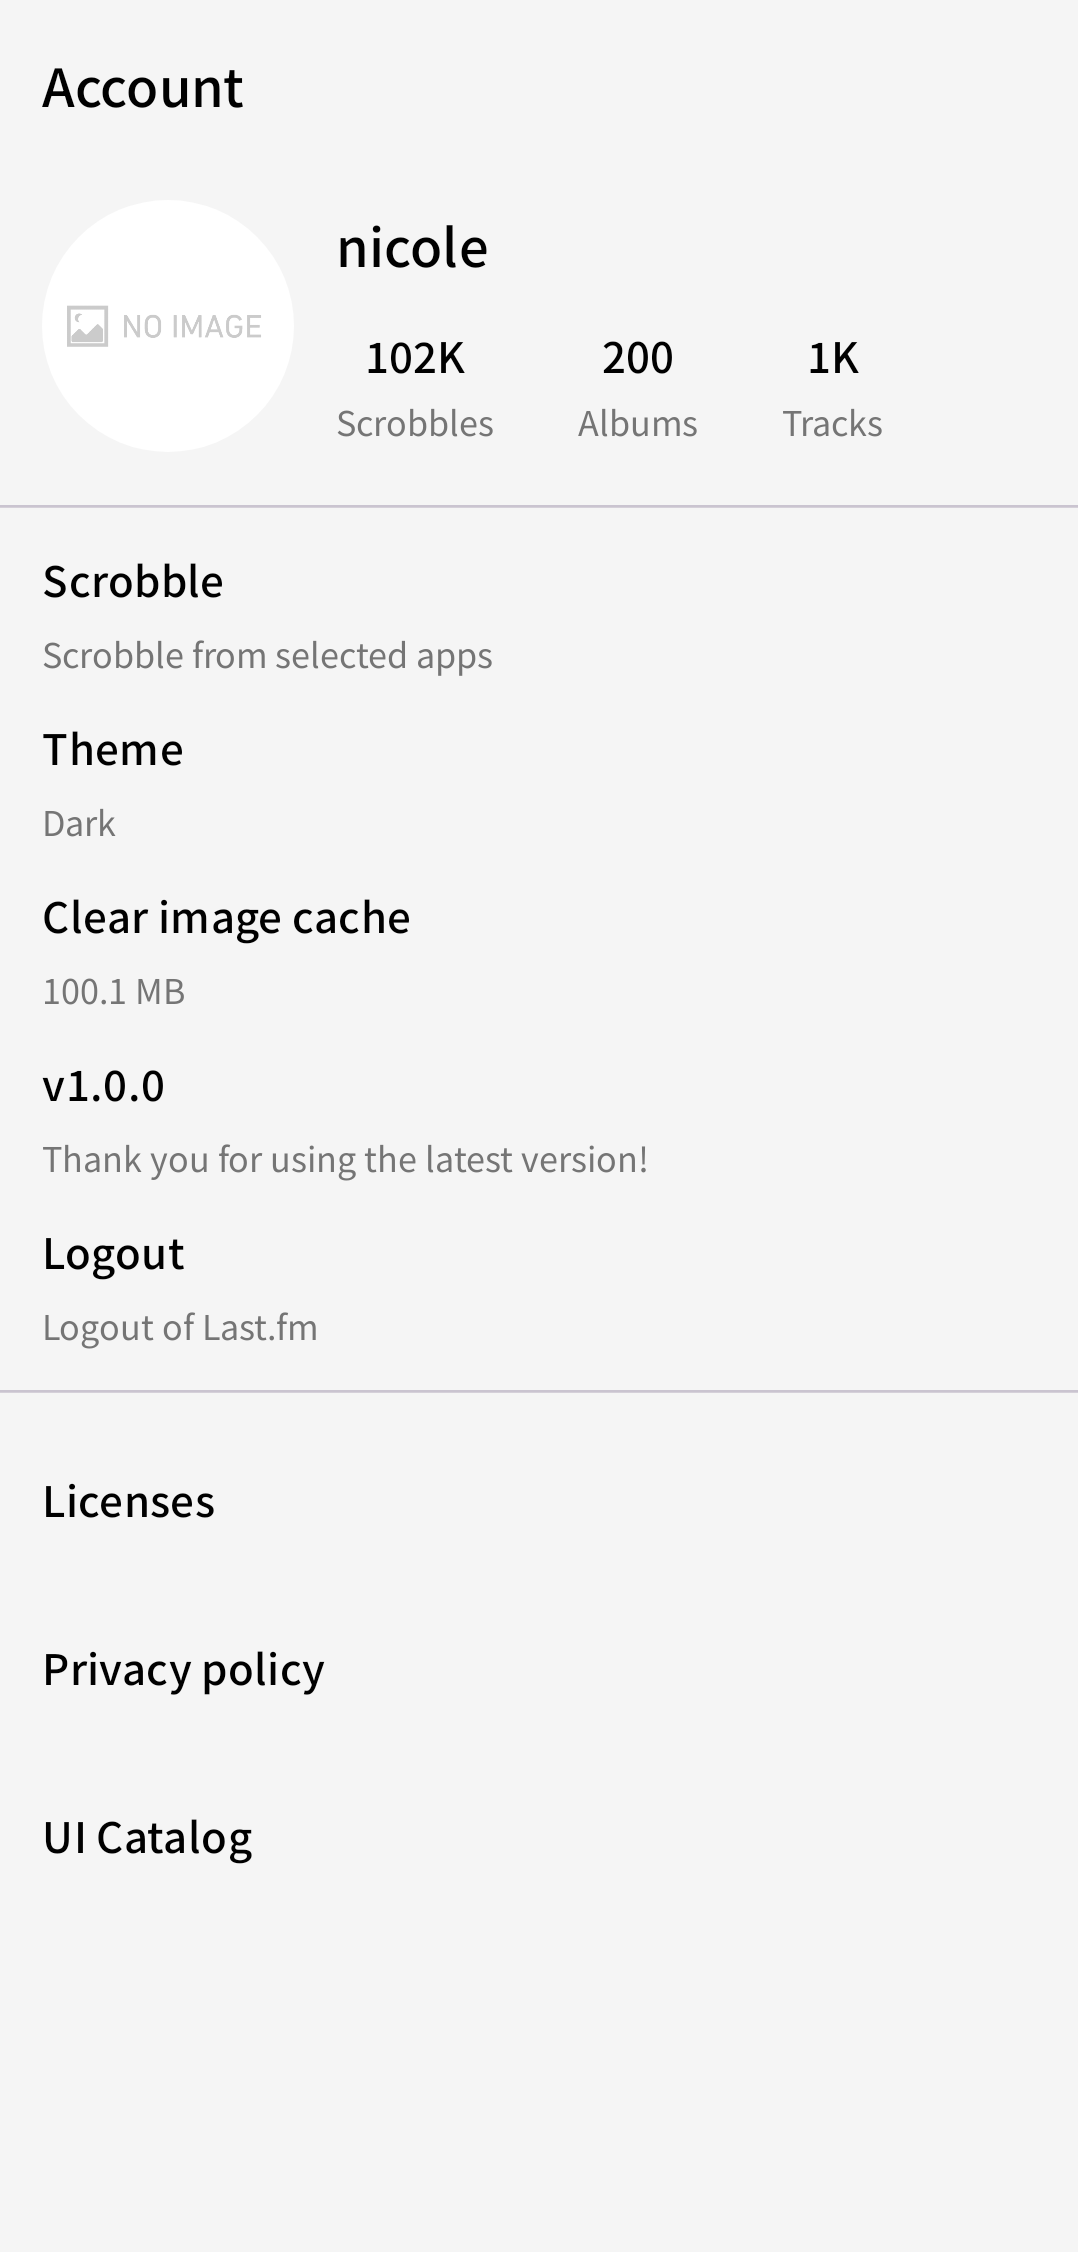 Account
nicole
NO IMAGE
102K 200 1K
Scrobbles Albums Tracks
Scrobble
Scrobble from selected apps
Theme
Dark
Clear image cache
100.1 MB
v1.0.0
Thank you for using the latest version!
Logout
Logout of Last.fm
Licenses
Privacy policy
UI Catalog